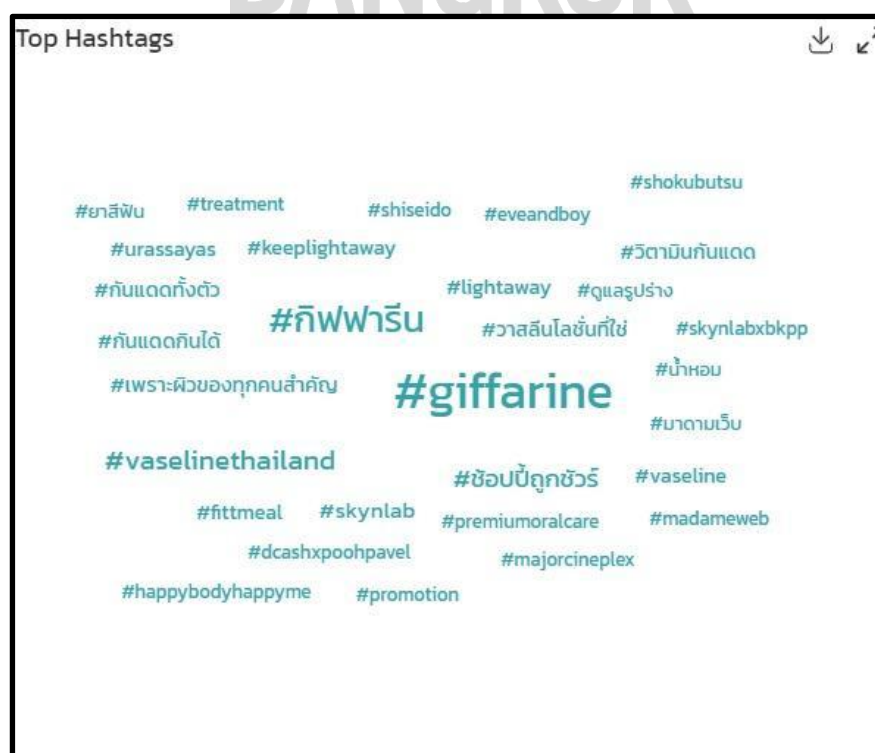 BANGKOK
Top Hashtags
#shokubutsu
#ยาสีฟัน #treatment #shiseido #eveandboy
#urassayas #keeplightaway #วิตามินกันแดด
#กันแดดทั้งตัว #lightaway #ดูแลรูปร่าง
#กันแดดกินได้ #กิฟฟารีน #วาสลีนโลชั่นที่ใช่ #skynlabxbkpp
#เพราะผิวของทุกคนสำคัญ #giffarine #น้ำหอม
#มาดามเว็บ
#vaselinethailand #ช้อปปี้ถูกชัวร์ #vaseline
#fittmeal #skynlab #premiumoralcare #madameweb
#dcashxpoohpavel #majorcineplex
#happybodyhappyme #promotion